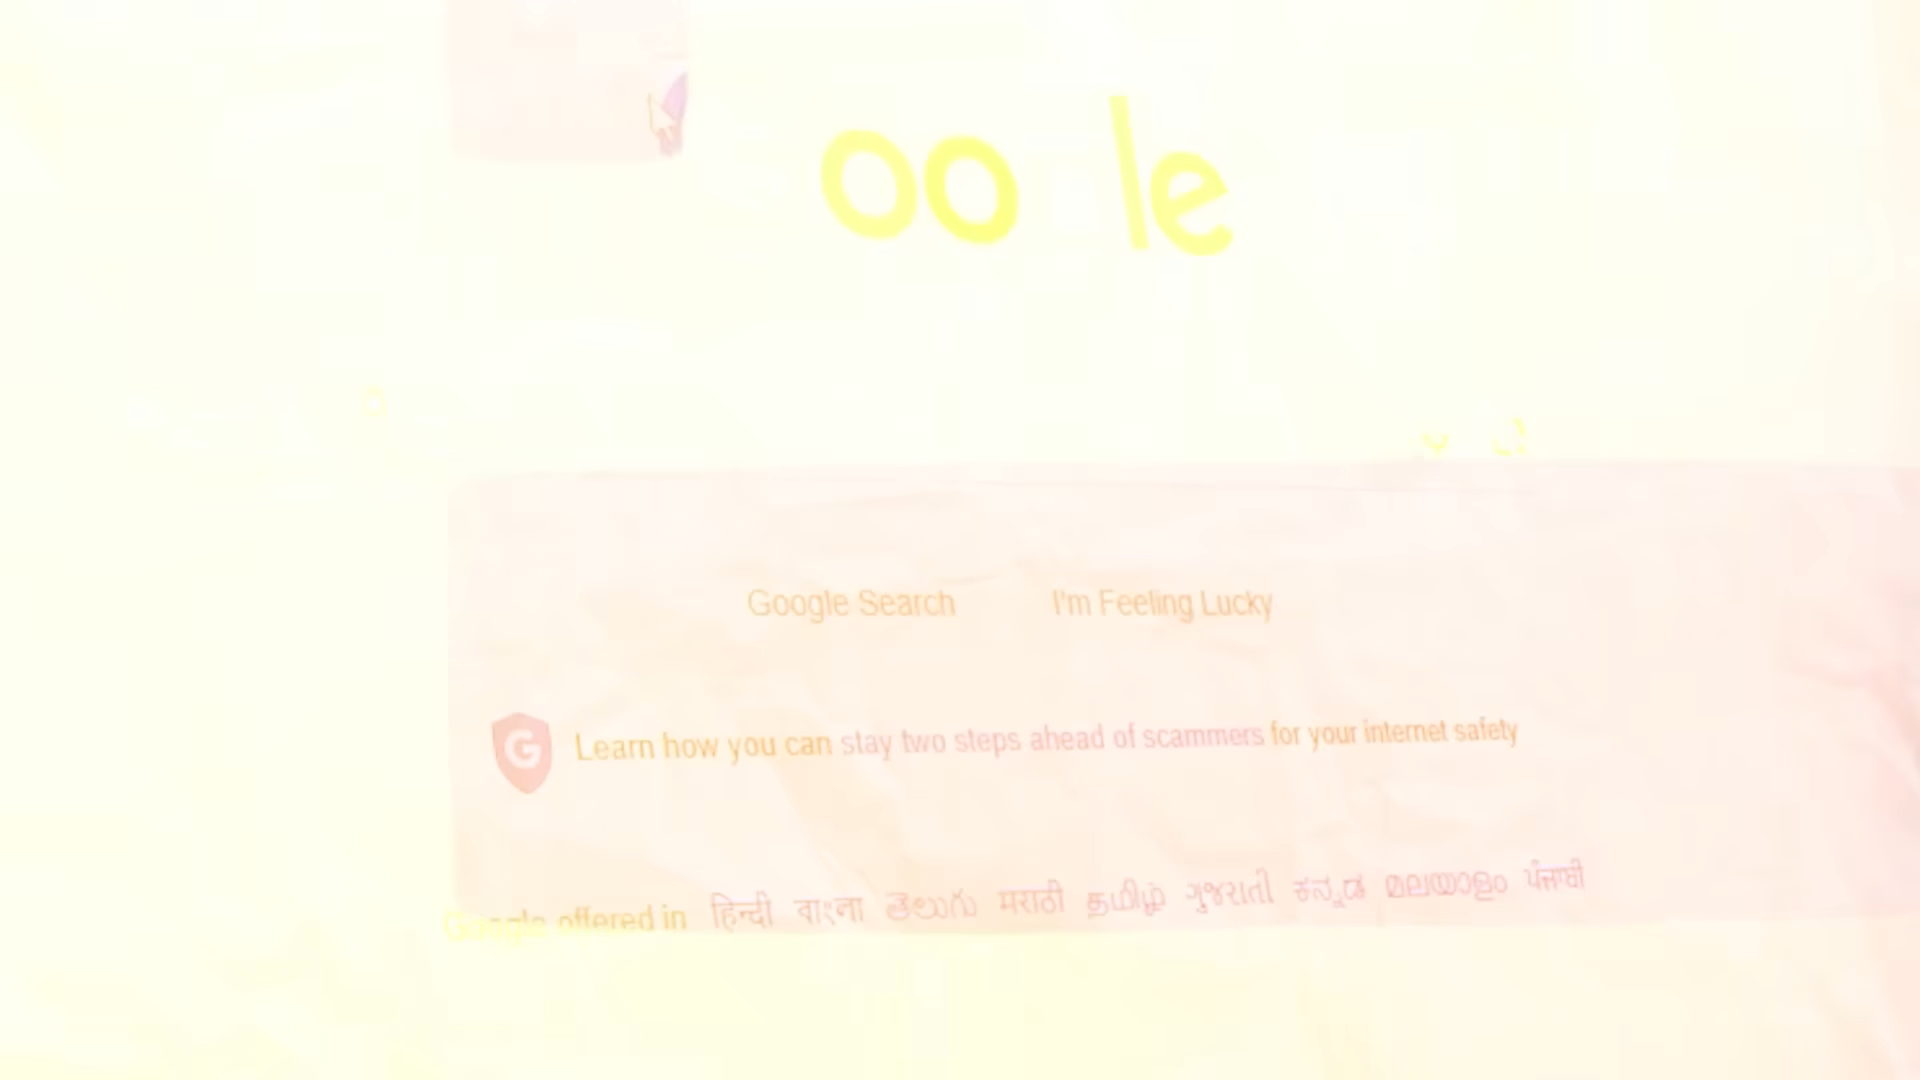 oo le
Google Search I'm Feeling Lucky
G Learn how you can stay two steps ahead of scammers for your internet safety
Google offered in हिन्दी বাংলা తెలుగు मराठी தமிழ் ગુજરાતી ಕನ್ನಡ മലയാളം ਪੰਜਾਬੀ